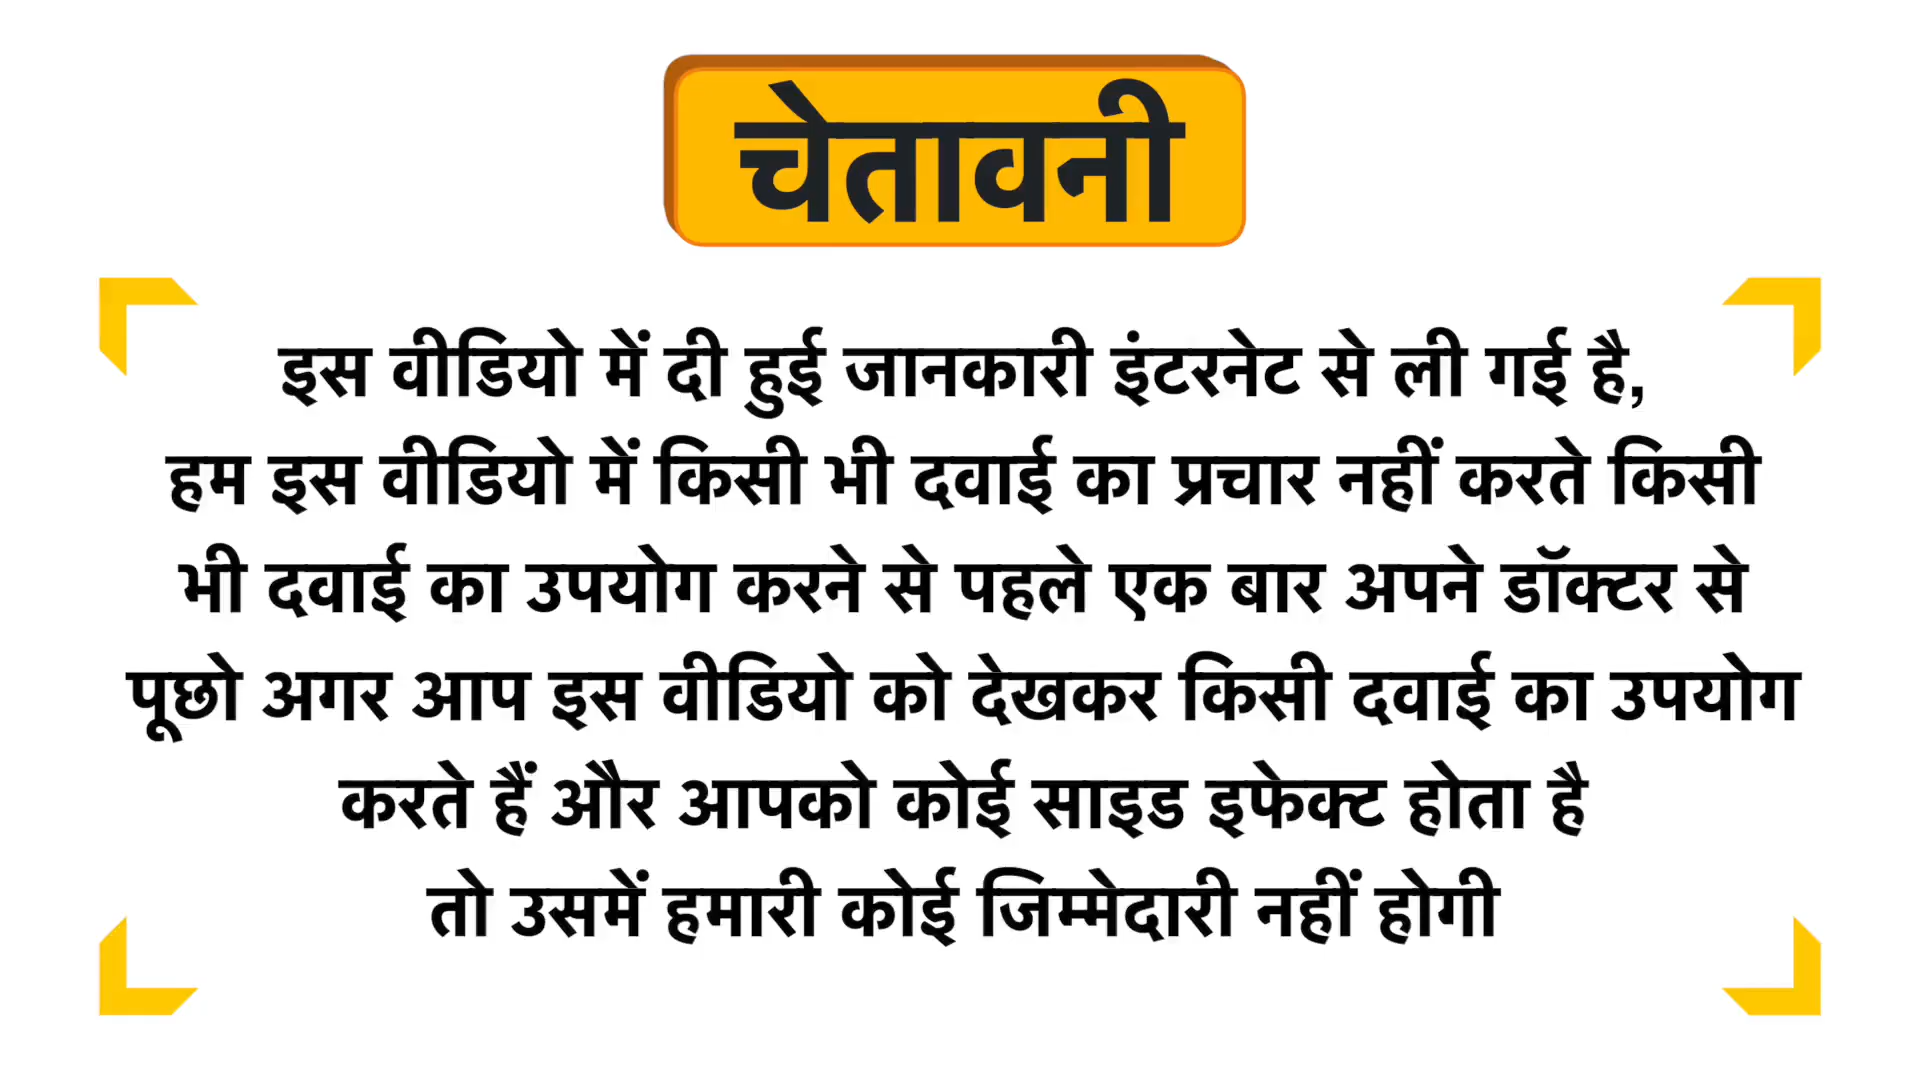 चेतावनी
इस वीडियो में दी हुई जानकारी इंटरनेट से ली गई है,
हम इस वीडियो में किसी भी दवाई का प्रचार नहीं करते किसी
भी दवाई का उपयोग करने से पहले एक बार अपने डॉक्टर से
पूछो अगर आप इस वीडियो को देखकर किसी दवाई का उपयोग
करते हैं और आपको कोई साइड इफेक्ट होता है
तो उसमें हमारी कोई जिम्मेदारी नहीं होगी